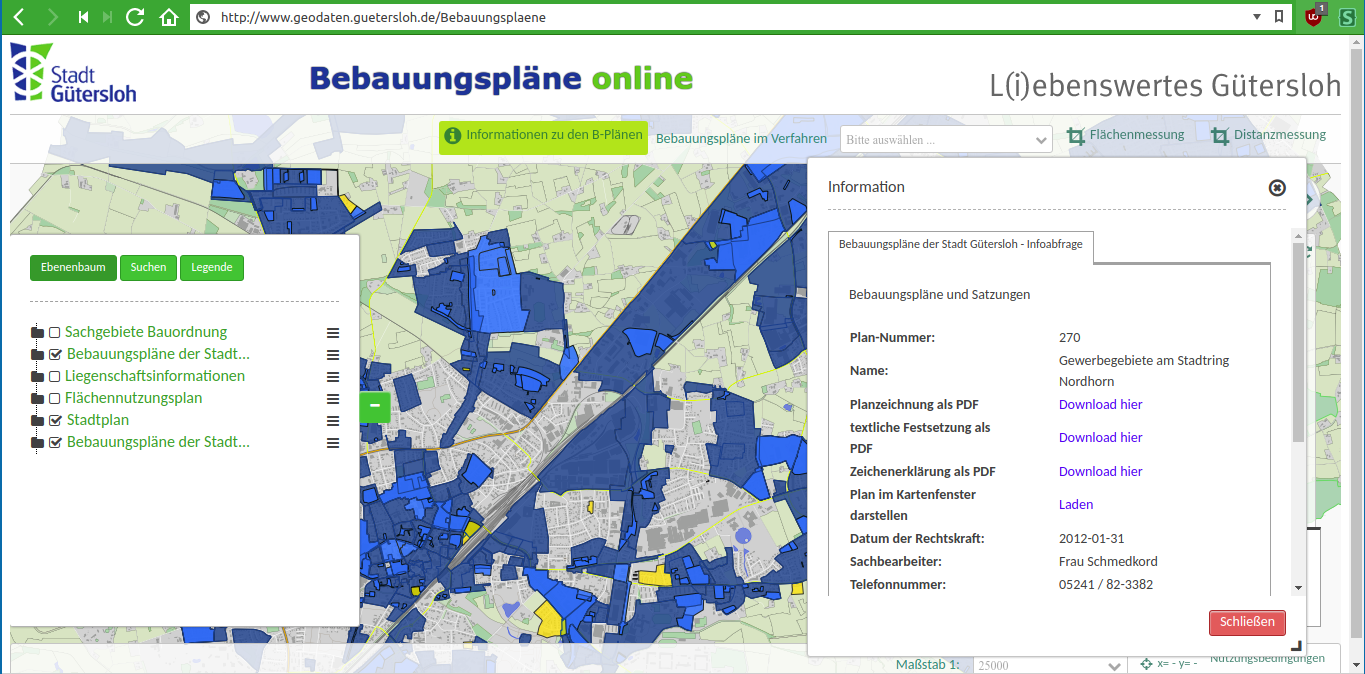 http://www.geodaten.guetersloh.de/Bebauungsplaene
1
Stadt
Gütersloh
Bebauungspläne online
L(i)ebenswertes Gütersloh
Informationen zu den B-Plänen
Bebauungspläne im Verfahren
Bitte auswählen ...
Flächenmessung
Distanzmessung
Information
Bebauungspläne der Stadt Gütersloh - Infoabfrage
Ebenenbaum
Suchen
Legende
Sachgebiete Bauordnung
Bebauungspläne der Stadt...
Liegenschaftsinformationen
Flächennutzungsplan
Stadtplan
Bebauungspläne der Stadt...
Bebauungspläne und Satzungen
Plan-Nummer: 270
Name: Gewerbegebiete am Stadtring
Nordhorn
Planzeichnung als PDF Download hier
textliche Festsetzung als
PDF Download hier
Zeichenerklärung als PDF Download hier
Plan im Kartenfenster
darstellen Laden
Datum der Rechtskraft: 2012-01-31
Sachbearbeiter: Frau Schmedkord
Telefonnummer: 05241 / 82-3382
Schließen
Maßstab 1: 25000
x= - y= -
Nutzungsbedingungen